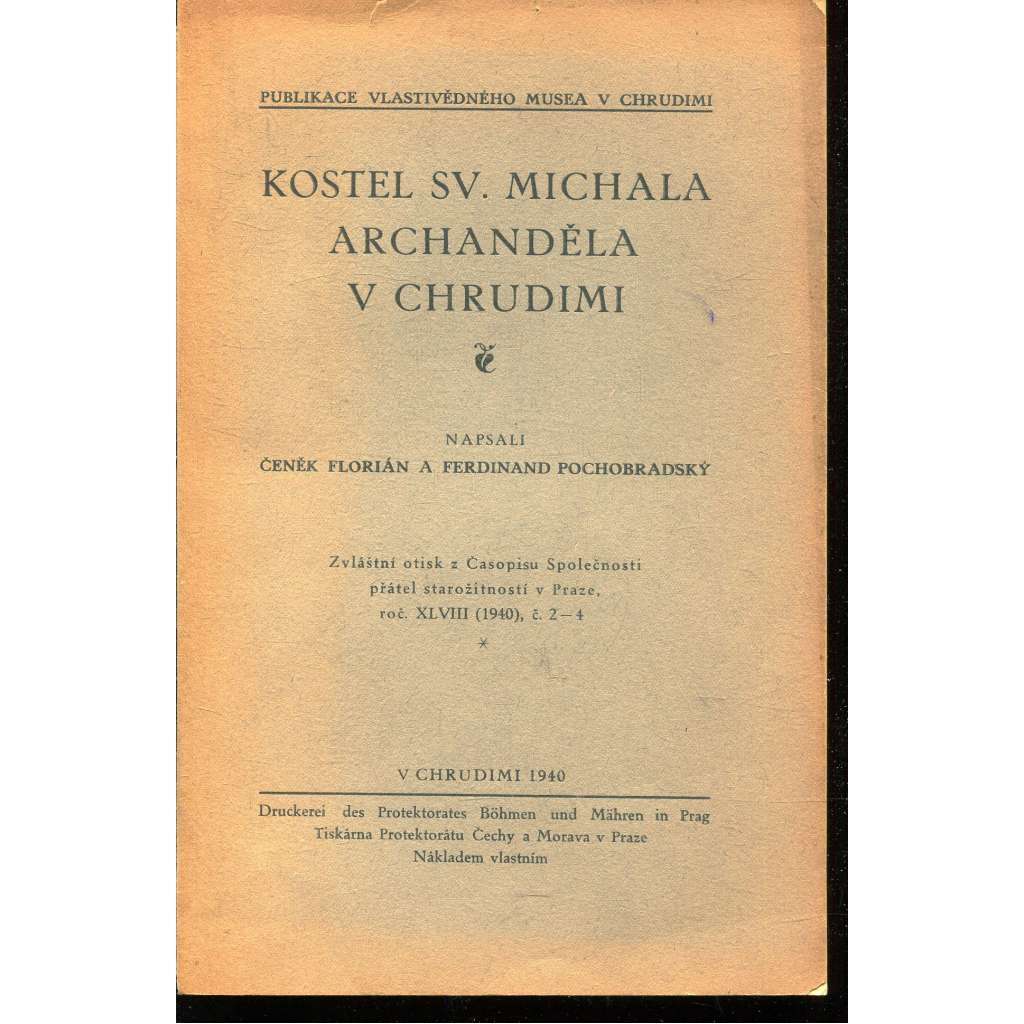 PUBLIKACE VLASTIVĚDNÉHO MUSEA V CHRUDIMI
KOSTEL SV. MICHALA
ARCHANDĚLA
V CHRUDIMI
NAPSALI
ČENĚK FLORIÁN A FERDINAND POCHOBRADSKÝ
Zvláštní otisk z Časopisu Společnosti
přátel starožitností v Praze,
roč. XLVIII (1940), č. 2–4
*
V CHRUDIMI 1940
Druckerei des Protektorates Böhmen und Mähren in Prag
Tiskárna Protektorátu Čechy a Morava v Praze
Nákladem vlastním